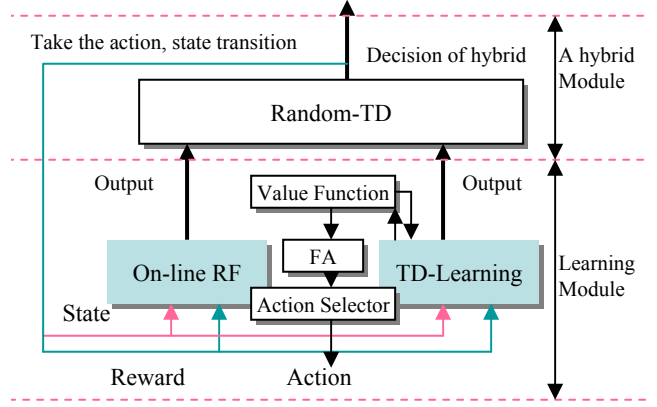 Take the action, state transition
Decision of hybrid
A hybrid
Module
Random-TD
Output
Value Function
Output
On-line RF
FA
TD-Learning
Learning
Module
State
Action Selector
Reward
Action